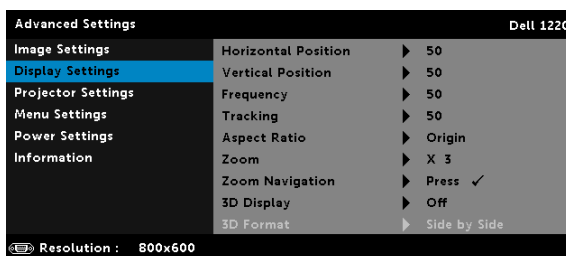 Advanced Settings Dell 1220
Image Settings
Display Settings
Projector Settings
Menu Settings
Power Settings
Information
Horizontal Position 50
Vertical Position 50
Frequency 50
Tracking 50
Aspect Ratio Origin
Zoom X 3
Zoom Navigation Press ✓
3D Display Off
3D Format Side by Side
Resolution : 800x600